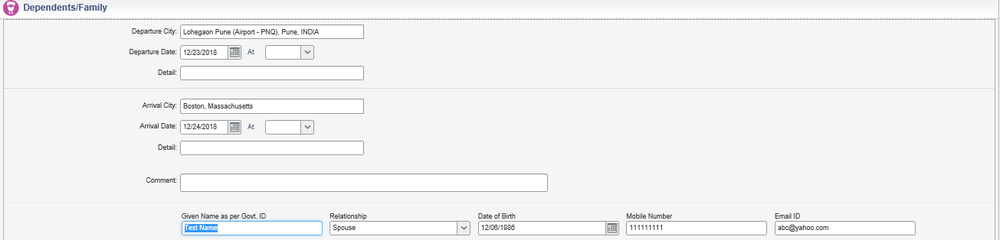 Dependents/Family
Departure City: Lohegaon Pune (Airport - PNQ), Pune, INDIA
Departure Date: 12/23/2018 At
Detail:
Arrival City: Boston, Massachusetts
Arrival Date: 12/24/2018 At
Detail:
Comment:
Given Name as per Govt. ID Relationship Date of Birth Mobile Number Email ID
Test Name Spouse 12/06/1986 111111111 abc@yahoo.com